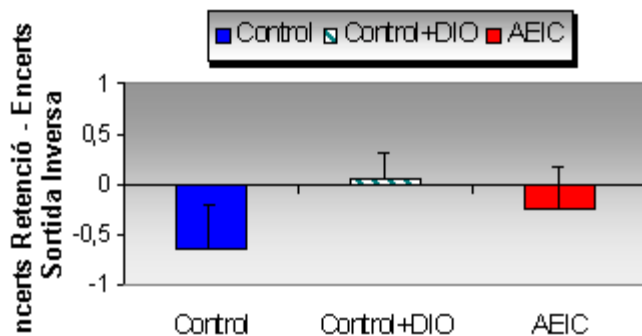 Control Control+DIO AEIC
ncerts Retenció - Encerts
Sortida Inversa
1
0,5
0
-0,5
-1
Control Control+DIO AEIC